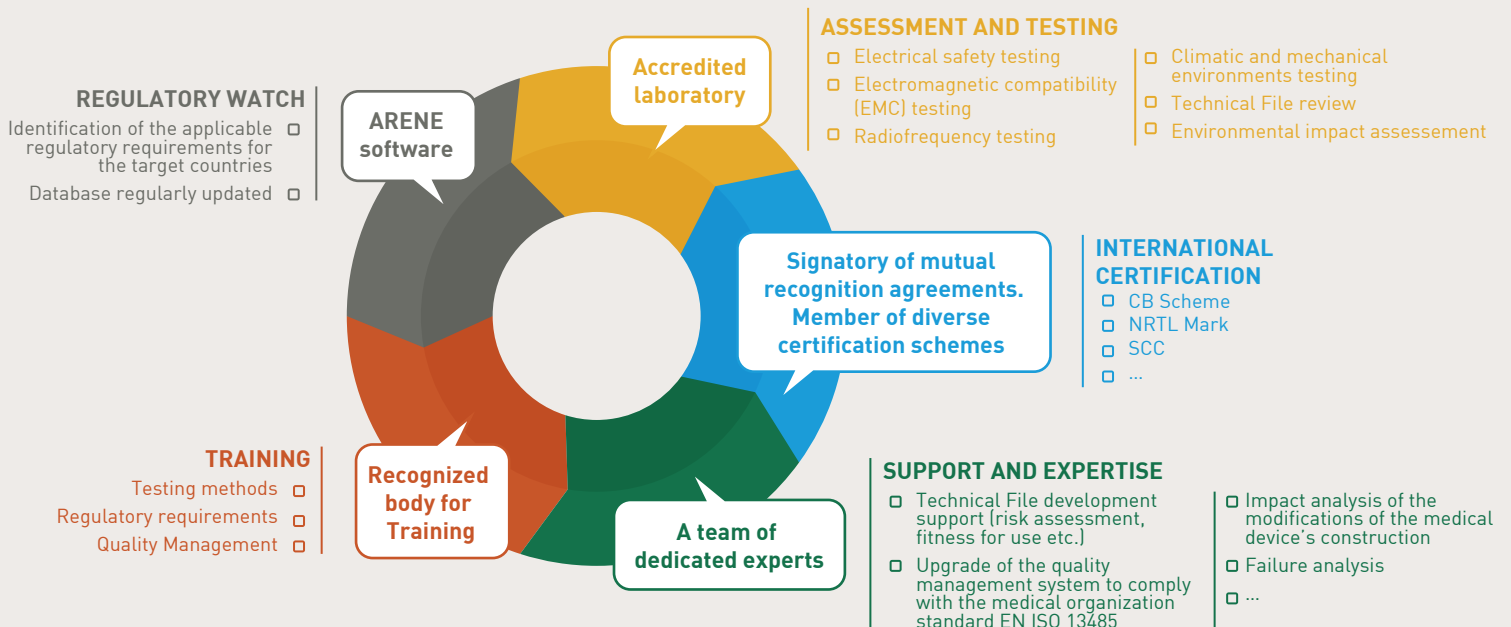 ASSESSMENT AND TESTING
Electrical safety testing
Electromagnetic compatibility
(EMC) testing
Radiofrequency testing
Climatic and mechanical
environments testing
Technical File review
Environmental impact assessement
Accredited
laboratory
REGULATORY WATCH
Identification of the applicable
regulatory requirements for
the target countries
Database regularly updated
ARENE
software
Signatory of mutual
recognition agreements.
Member of diverse
certification schemes
INTERNATIONAL
CERTIFICATION
CB Scheme
NRTL Mark
SCC
...
TRAINING
Testing methods
Regulatory requirements
Quality Management
Recognized
body for
Training
A team of
dedicated experts
SUPPORT AND EXPERTISE
Technical File development
support (risk assessment,
fitness for use etc.)
Upgrade of the quality
management system to comply
with the medical organization
standard EN ISO 13485
Impact analysis of the
modifications of the medical
device's construction
Failure analysis
...